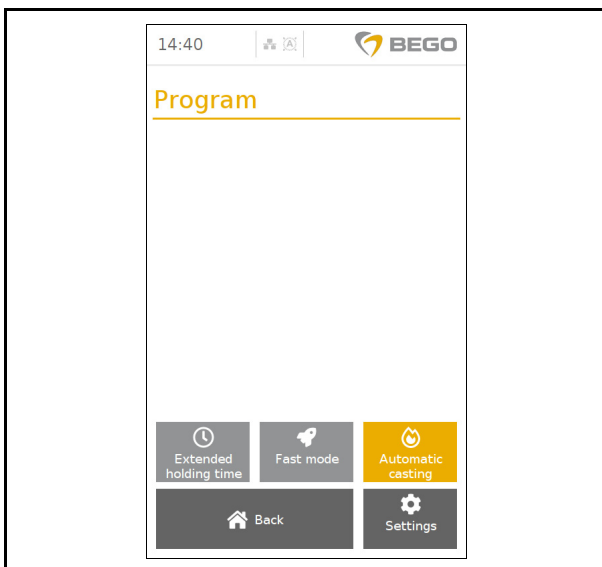 14:40
A
BEGO
Program
Extended
holding time
Fast mode
Automatic
casting
Back
Settings